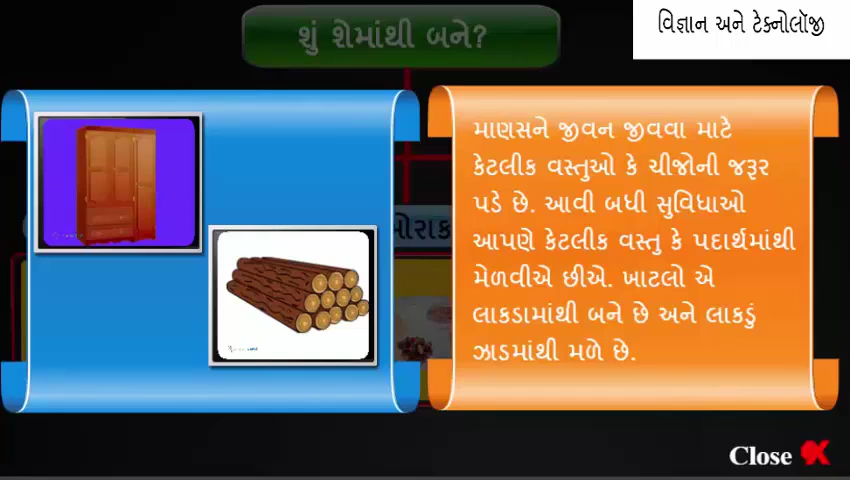 વિજ્ઞાન અને ટેક્નોલૉજી
શું શેમાંથી બને?
માણસને જીવન જીવવા માટે
કેટલીક વસ્તુઓ કે ચીજોની જરૂર
પડે છે. આવી બધી સુવિધાઓ
આપણે કેટલીક વસ્તુ કે પદાર્થમાંથી
મેળવીએ છીએ. ખાટલો એ
લાકડામાંથી બને છે અને લાકડું
ઝાડમાંથી મળે છે.
Close